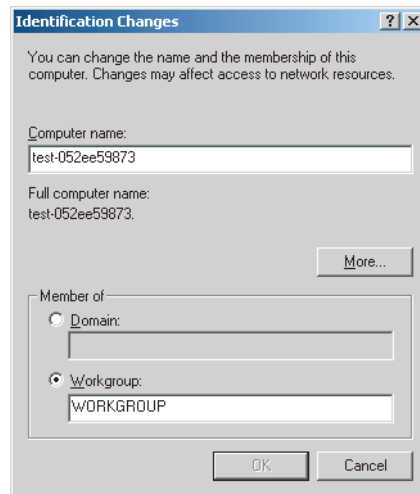 Identification Changes
You can change the name and the membership of this
computer. Changes may affect access to network resources.
Computer name:
test-052ee59873
Full computer name:
test-052ee59873.
More...
Member of
Domain:
Workgroup:
WORKGROUP
OK
Cancel